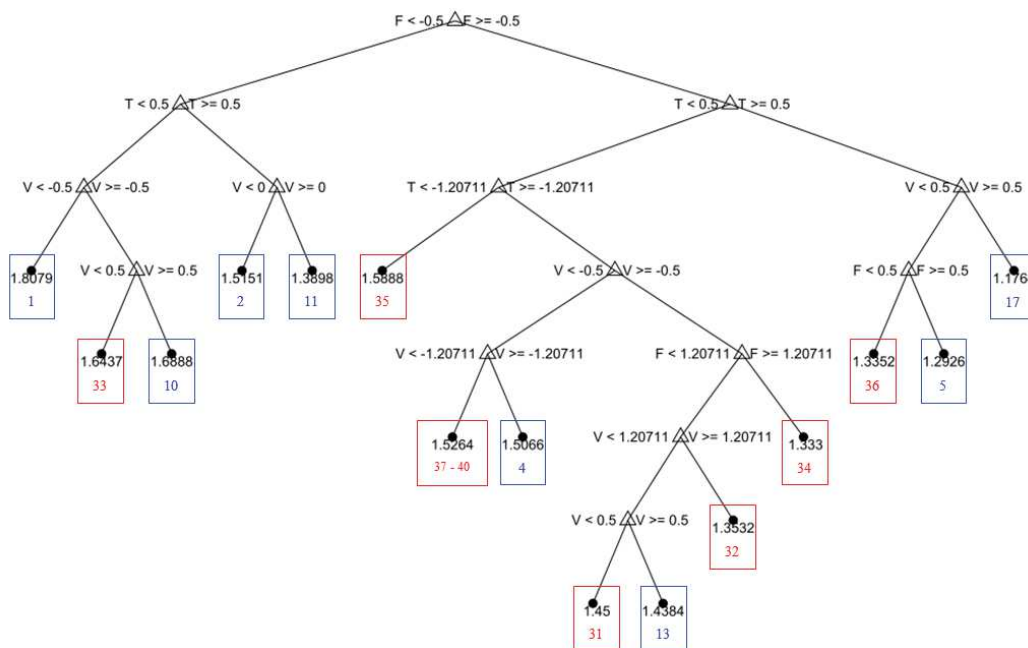 F < -0.5 F >= -0.5
T < 0.5 T >= 0.5 T < 0.5 T >= 0.5
V < -0.5 V >= -0.5 V < 0 V >= 0 T < -1.20711 T >= -1.20711 V < 0.5 V >= 0.5
1.8079 V < 0.5 V >= 0.5 1.5151 1.3898 1.5888 V < -0.5 V >= -0.5 F < 0.5 F >= 0.5 1.176
1 2 11 35 17
1.6437 1.6888 V < -1.20711 V >= -1.20711 F < 1.20711 F >= 1.20711 1.3352 1.2926
33 10 36 5
1.5264 1.5066 V < 1.20711 V >= 1.20711 1.333
37 - 40 4 34
V < 0.5 V >= 0.5 1.3532
32
1.45 1.4384
31 13